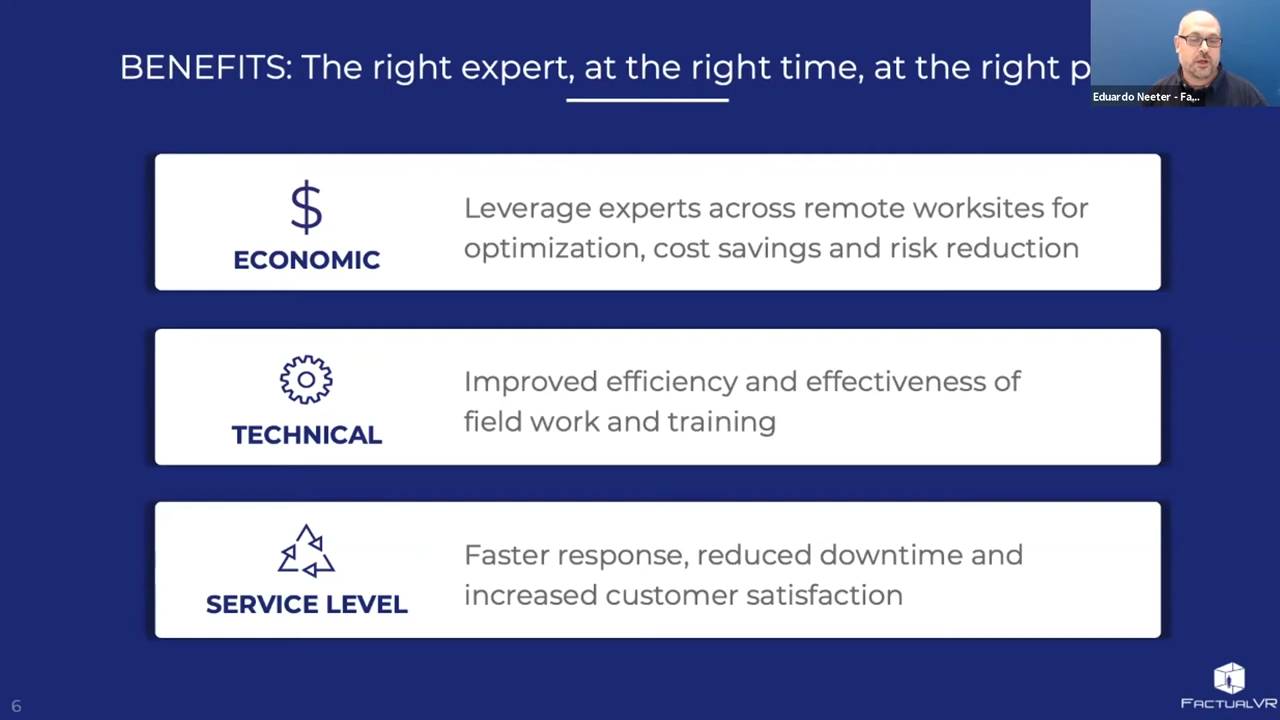 BENEFITS: The right expert, at the right time, at the right
Eduardo Neeter - Fa...
$
ECONOMIC
Leverage experts across remote worksites for
optimization, cost savings and risk reduction
TECHNICAL
Improved efficiency and effectiveness of
field work and training
SERVICE LEVEL
Faster response, reduced downtime and
increased customer satisfaction
6
FACTUALVR